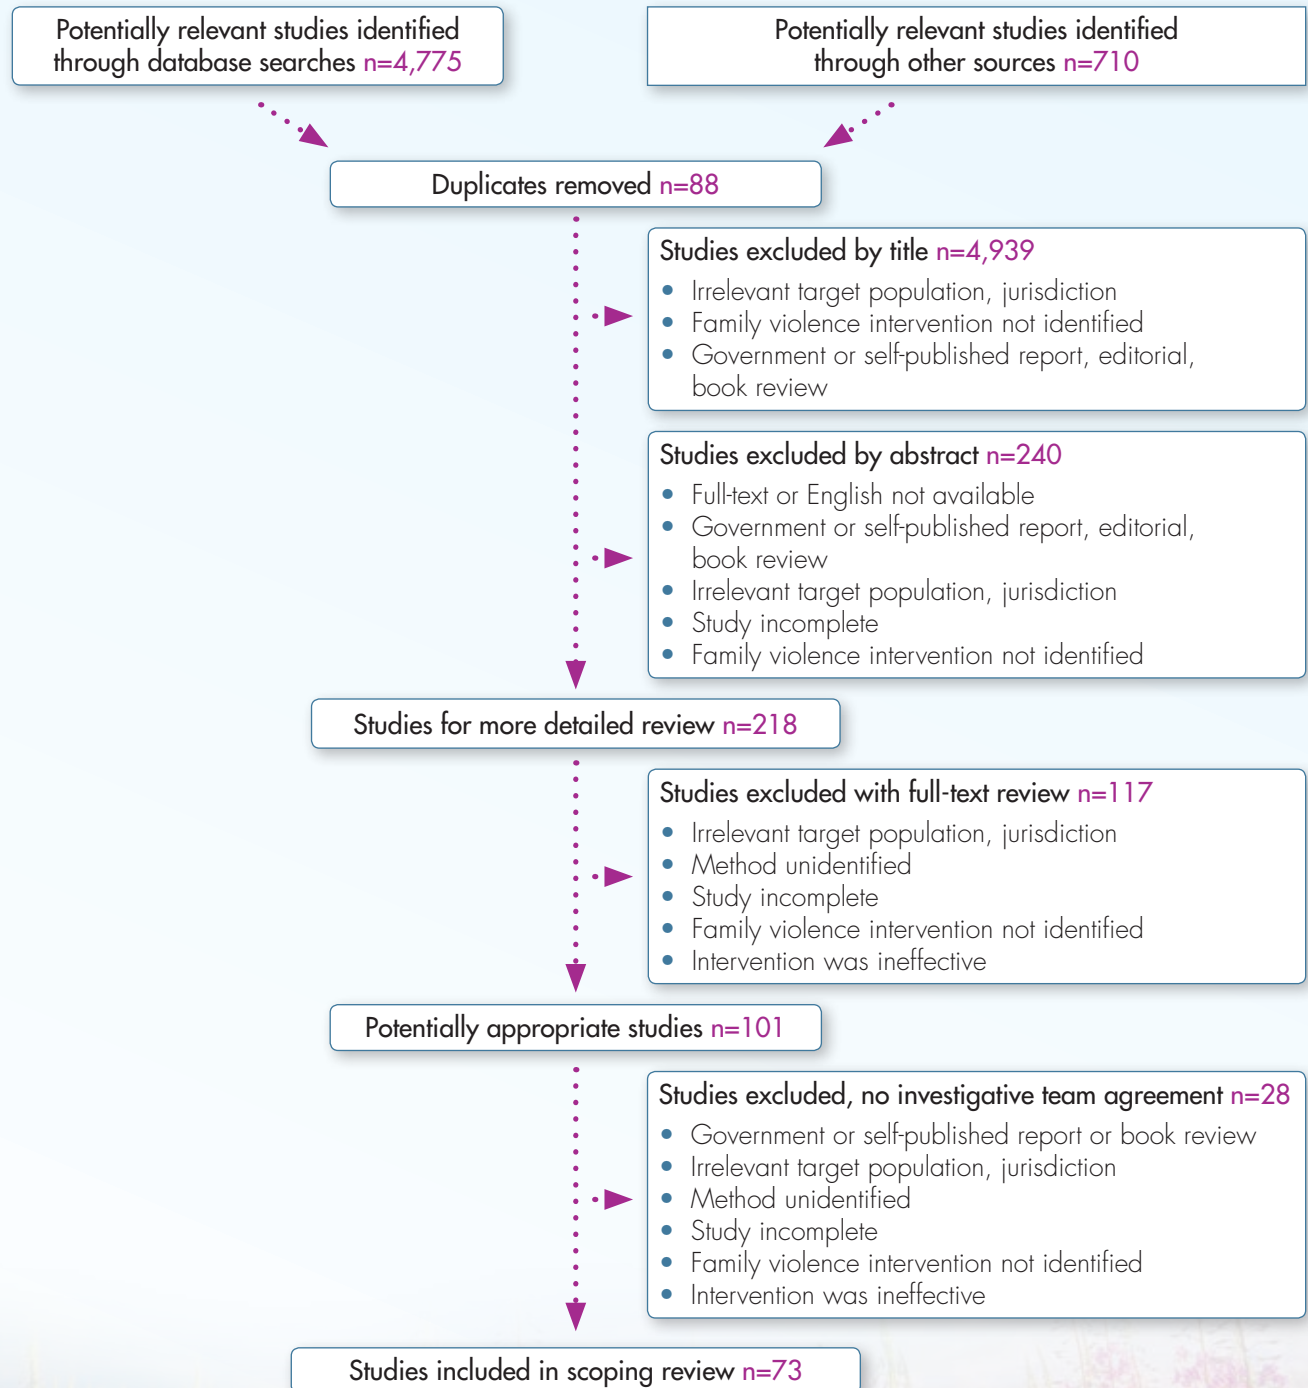 Potentially relevant studies identified
through database searches n=4,775
Potentially relevant studies identified
through other sources n=710
Duplicates removed n=88
Studies excluded by title n=4,939
• Irrelevant target population, jurisdiction
• Family violence intervention not identified
• Government or self-published report, editorial,
book review
Studies excluded by abstract n=240
• Full-text or English not available
• Government or self-published report, editorial,
book review
• Irrelevant target population, jurisdiction
• Study incomplete
• Family violence intervention not identified
Studies for more detailed review n=218
Studies excluded with full-text review n=117
• Irrelevant target population, jurisdiction
• Method unidentified
• Study incomplete
• Family violence intervention not identified
• Intervention was ineffective
Potentially appropriate studies n=101
Studies excluded, no investigative team agreement n=28
• Government or self-published report or book review
• Irrelevant target population, jurisdiction
• Method unidentified
• Study incomplete
• Family violence intervention not identified
• Intervention was ineffective
Studies included in scoping review n=73